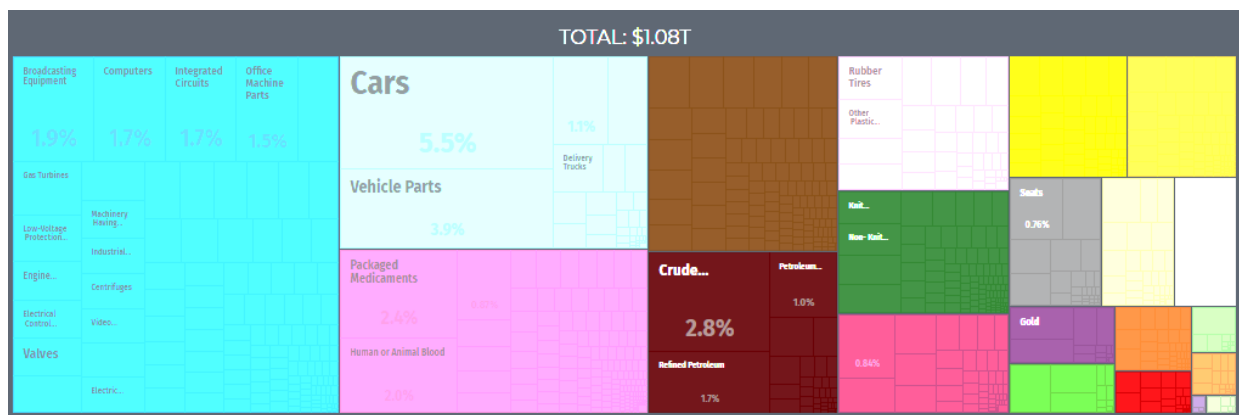 TOTAL: $1.08T
Broadcasting
Equipment
1.9%
Computers
1.7%
Integrated
Circuits
1.7%
Office
Machine
Parts
1.5%
Gas Turbines
Low-Voltage
Protection...
Engine...
Electrical
Control...
Valves
Machinery
Having...
Industrial...
Centrifuges
Video...
Electric...
Cars
5.5%
1.1%
Delivery
Trucks
Vehicle Parts
3.9%
Packaged
Medicaments
2.4%
Human or Animal Blood
2.0%
Crude...
2.8%
Petroleum...
1.0%
Refined Petroleum
1.7%
Rubber
Tires
Other
Plastic...
Knit...
Non-Knit...
0.84%
Seats
0.76%
Gold